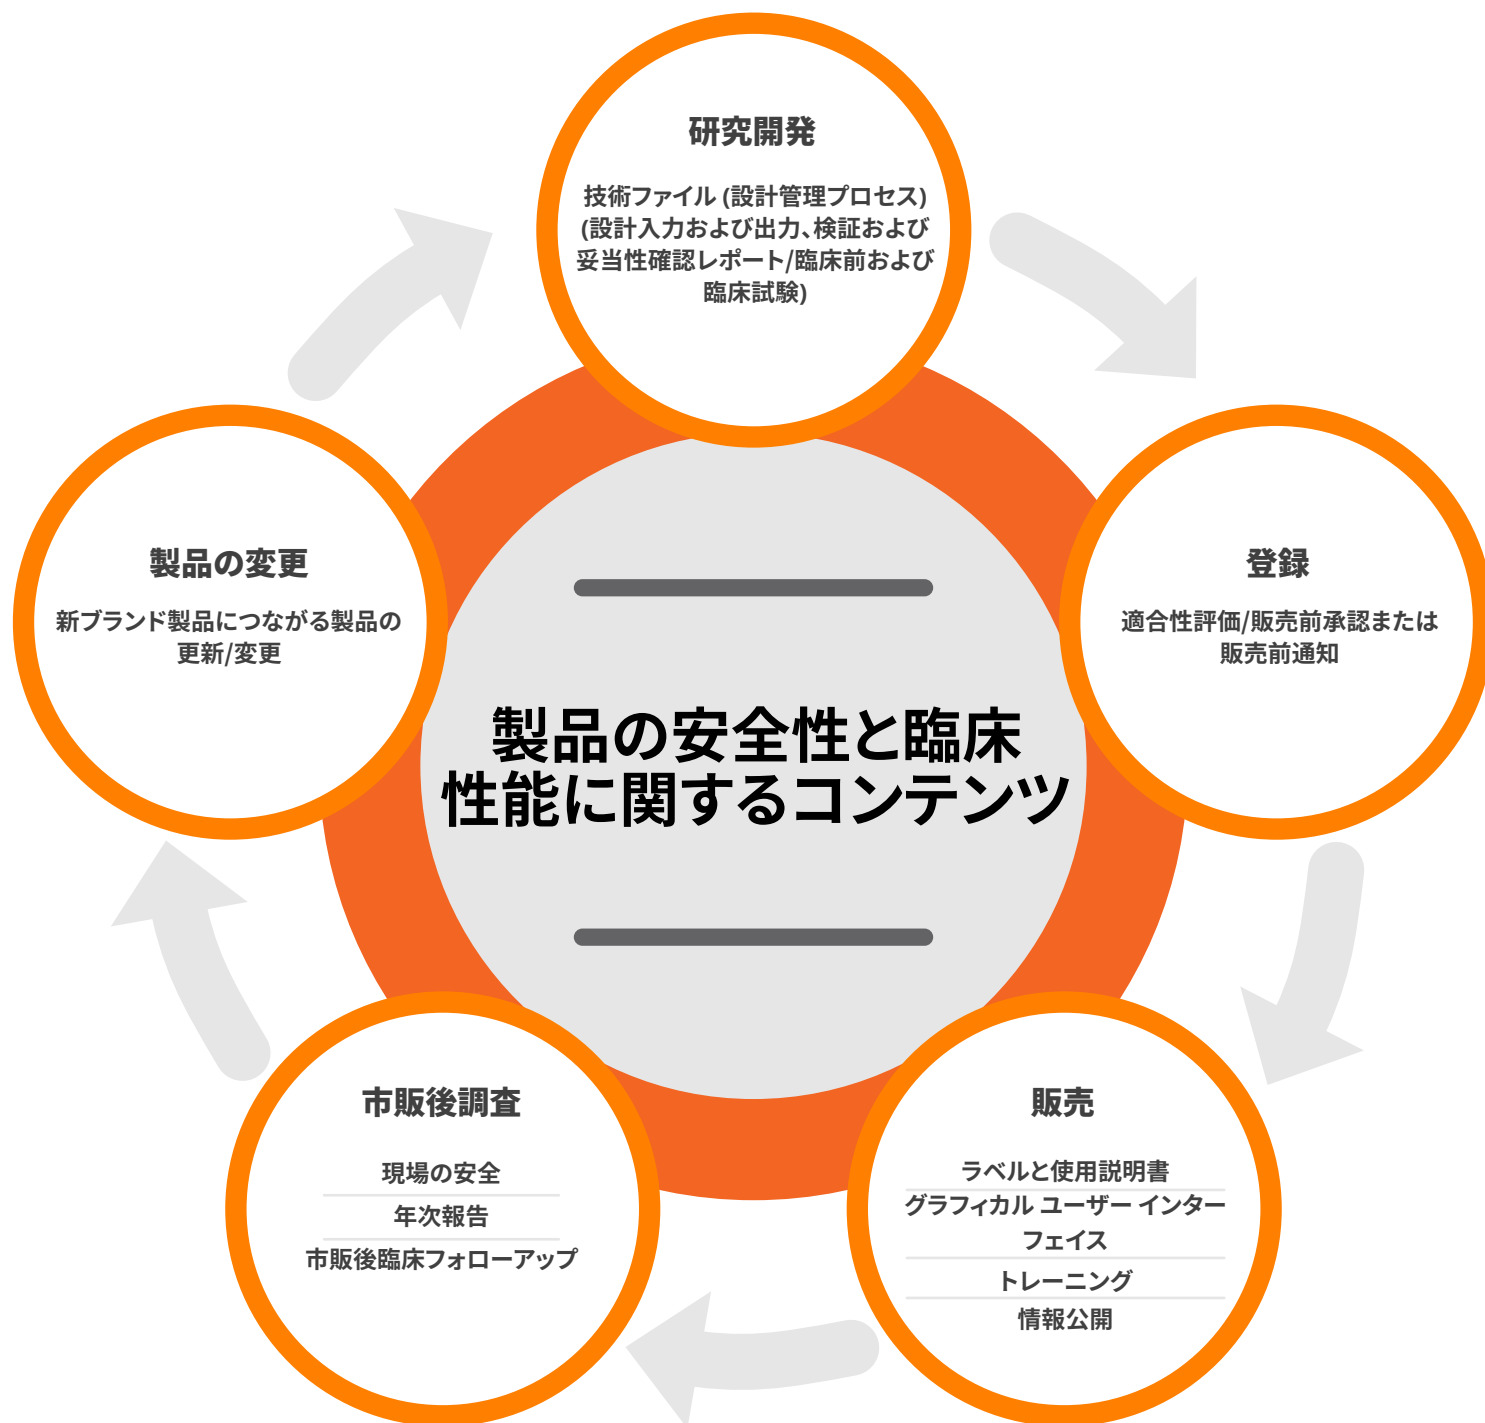 研究開発
技術ファイル (設計管理プロセス)
(設計入力および出力、検証および
妥当性確認レポート/臨床前および
臨床試験)
登録
適合性評価/販売前承認または
販売前通知
販売
ラベルと使用説明書
グラフィカル ユーザー インター
フェイス
トレーニング
情報公開
市販後調査
現場の安全
年次報告
市販後臨床フォローアップ
製品の変更
新ブランド製品につながる製品の
更新/変更
製品の安全性と臨床
性能に関するコンテンツ